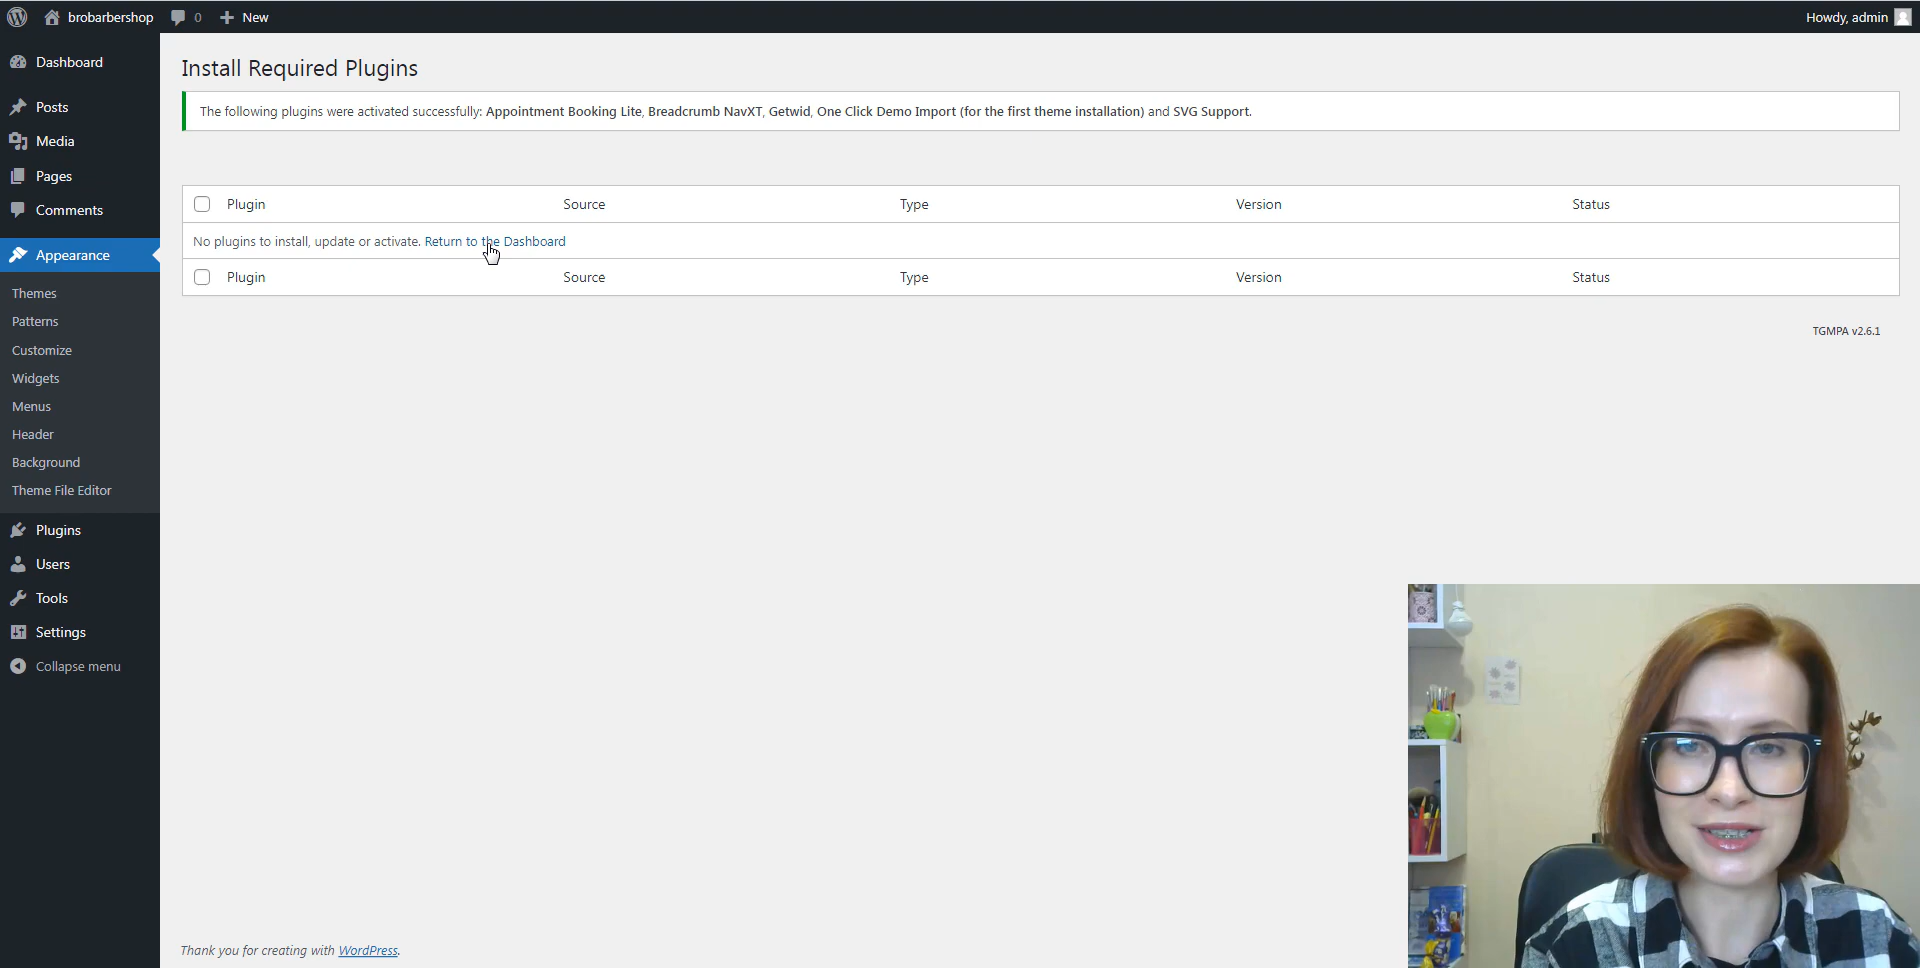 brobarbershop 0 New Howdy, admin
Dashboard
Posts
Media
Pages
Comments
Appearance
Themes
Patterns
Customize
Widgets
Menus
Header
Background
Theme File Editor
Plugins
Users
Tools
Settings
Collapse menu
Install Required Plugins
The following plugins were activated successfully: Appointment Booking Lite, Breadcrumb NavXT, Getwid, One Click Demo Import (for the first theme installation) and SVG Support.
Plugin Source Type Version Status
No plugins to install, update or activate. Return to the Dashboard
Plugin Source Type Version Status
TGMPA v2.6.1
Thank you for creating with WordPress.